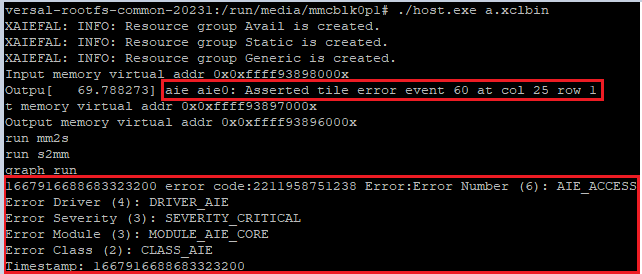 versal-rootfs-common-20231:/run/media/mmcblk0p1# ./host.exe a.xclbin
XAIEFAL: INFO: Resource group Avail is created.
XAIEFAL: INFO: Resource group Static is created.
XAIEFAL: INFO: Resource group Generic is created.
Input memory virtual addr 0x0xffff93898000x
Outpu[   69.788273] aie aie0: Asserted tile error event 60 at col 25 row 1
t memory virtual addr 0x0xffff93897000x
Output memory virtual addr 0x0xffff93896000x
run mm2s
run s2mm
graph run
1667916688683323200 error code:2211958751238 Error:Error Number (6): AIE_ACCESS
Error Driver (4): DRIVER_AIE
Error Severity (3): SEVERITY_CRITICAL
Error Module (3): MODULE_AIE_CORE
Error Class (2): CLASS_AIE
Timestamp: 1667916688683323200